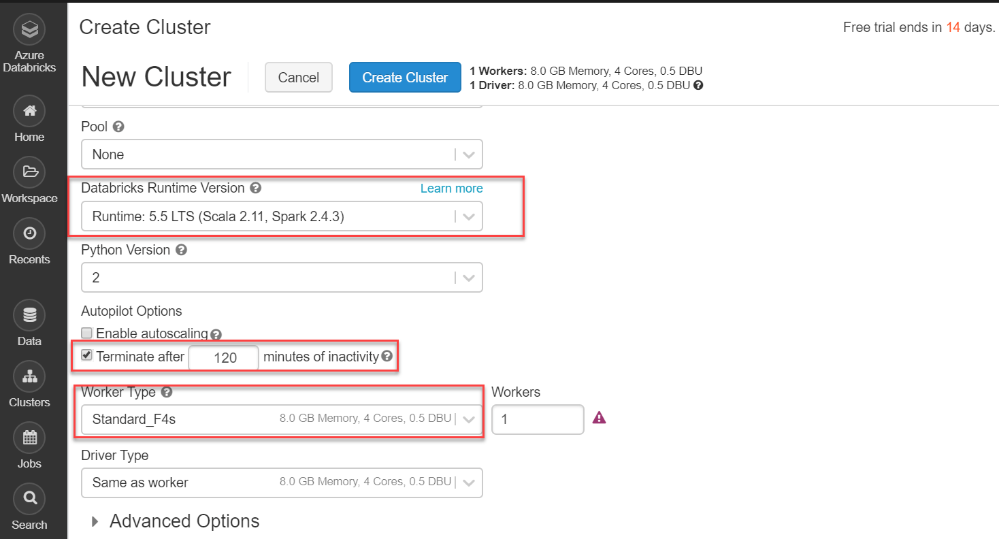 Azure
Databricks
Home
Workspace
Recents
Data
Clusters
Jobs
Search
Create Cluster
Free trial ends in 14 days.
New Cluster
Cancel
Create Cluster
1 Workers: 8.0 GB Memory, 4 Cores, 0.5 DBU
1 Driver: 8.0 GB Memory, 4 Cores, 0.5 DBU ?
Pool ?
None
Databricks Runtime Version ? Learn more
Runtime: 5.5 LTS (Scala 2.11, Spark 2.4.3)
Python Version ?
2
Autopilot Options
Enable autoscaling ?
Terminate after 120 minutes of inactivity ?
Worker Type ? Workers
Standard_F4s 8.0 GB Memory, 4 Cores, 0.5 DBU 1
Driver Type
Same as worker 8.0 GB Memory, 4 Cores, 0.5 DBU
Advanced Options